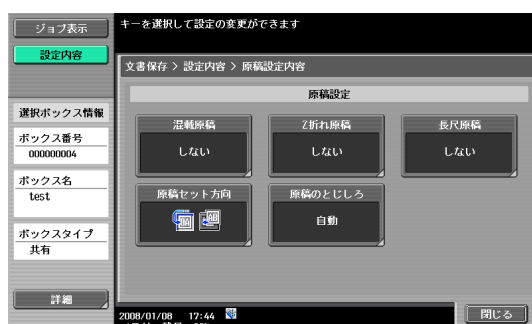 ジョブ表示
キーを選択して設定の変更ができます
設定内容
文書保存 > 設定内容 > 原稿設定内容
原稿設定
選択ボックス情報
ボックス番号
000000004
ボックス名
test
ボックスタイプ
共有
詳細
混載原稿
しない
Z折れ原稿
しない
長尺原稿
しない
原稿セット方向
原稿のとじしろ
自動
2008/01/08 17:44
閉じる